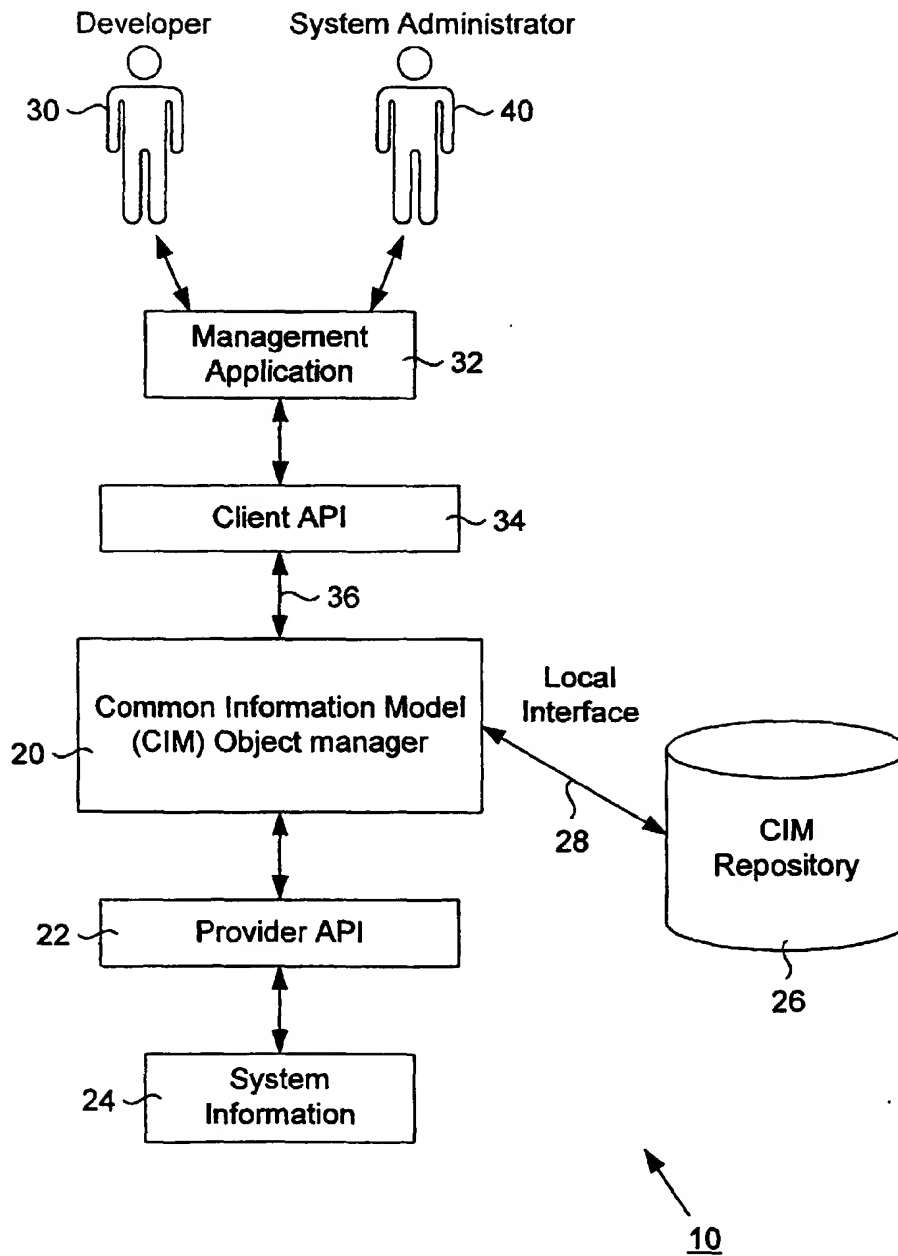 Developer
System Administrator
30
40
Management
Application
32
Client API
34
36
Common Information Model
(CIM) Object manager
20
Local
Interface
28
CIM
Repository
26
22
Provider API
24
System
Information
10